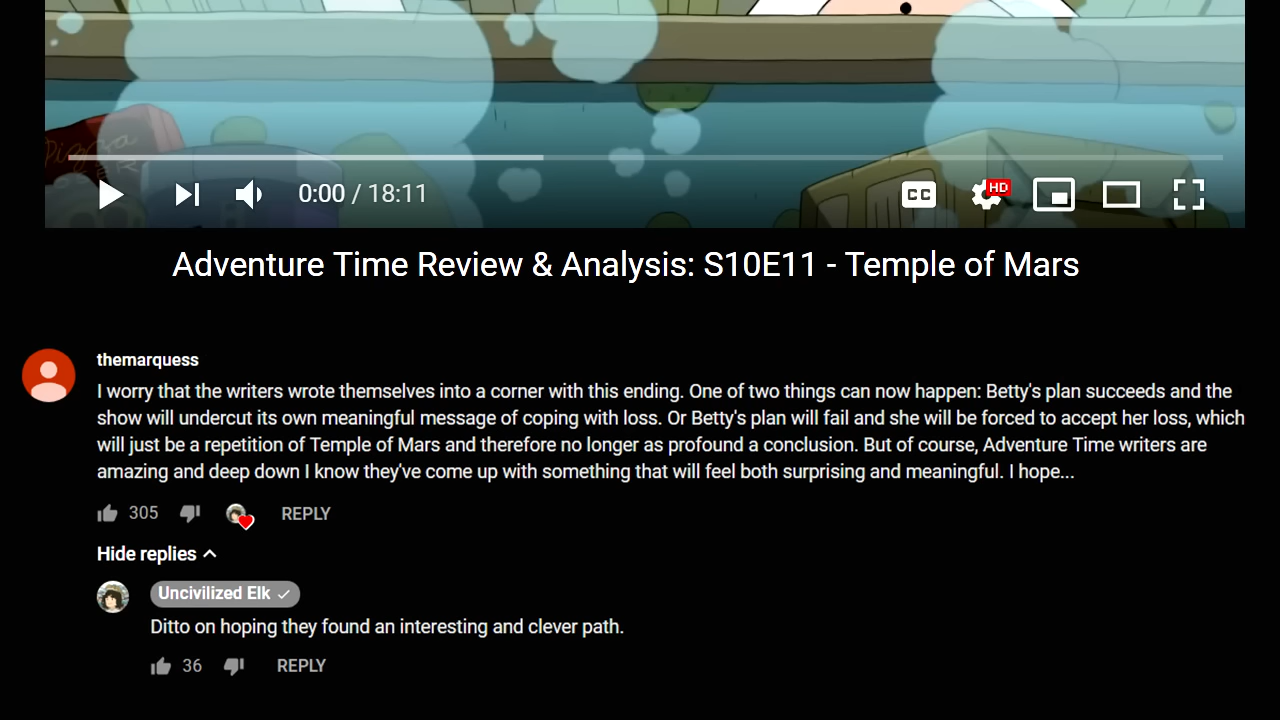 Pizza
0:00 / 18:11
CC
HD
Adventure Time Review & Analysis: S10E11 - Temple of Mars
themarquess
I worry that the writers wrote themselves into a corner with this ending. One of two things can now happen: Betty's plan succeeds and the
show will undercut its own meaningful message of coping with loss. Or Betty's plan will fail and she will be forced to accept her loss, which
will just be a repetition of Temple of Mars and therefore no longer as profound a conclusion. But of course, Adventure Time writers are
amazing and deep down I know they've come up with something that will feel both surprising and meaningful. I hope...
305 REPLY
Hide replies
Uncivilized Elk
Ditto on hoping they found an interesting and clever path.
36 REPLY